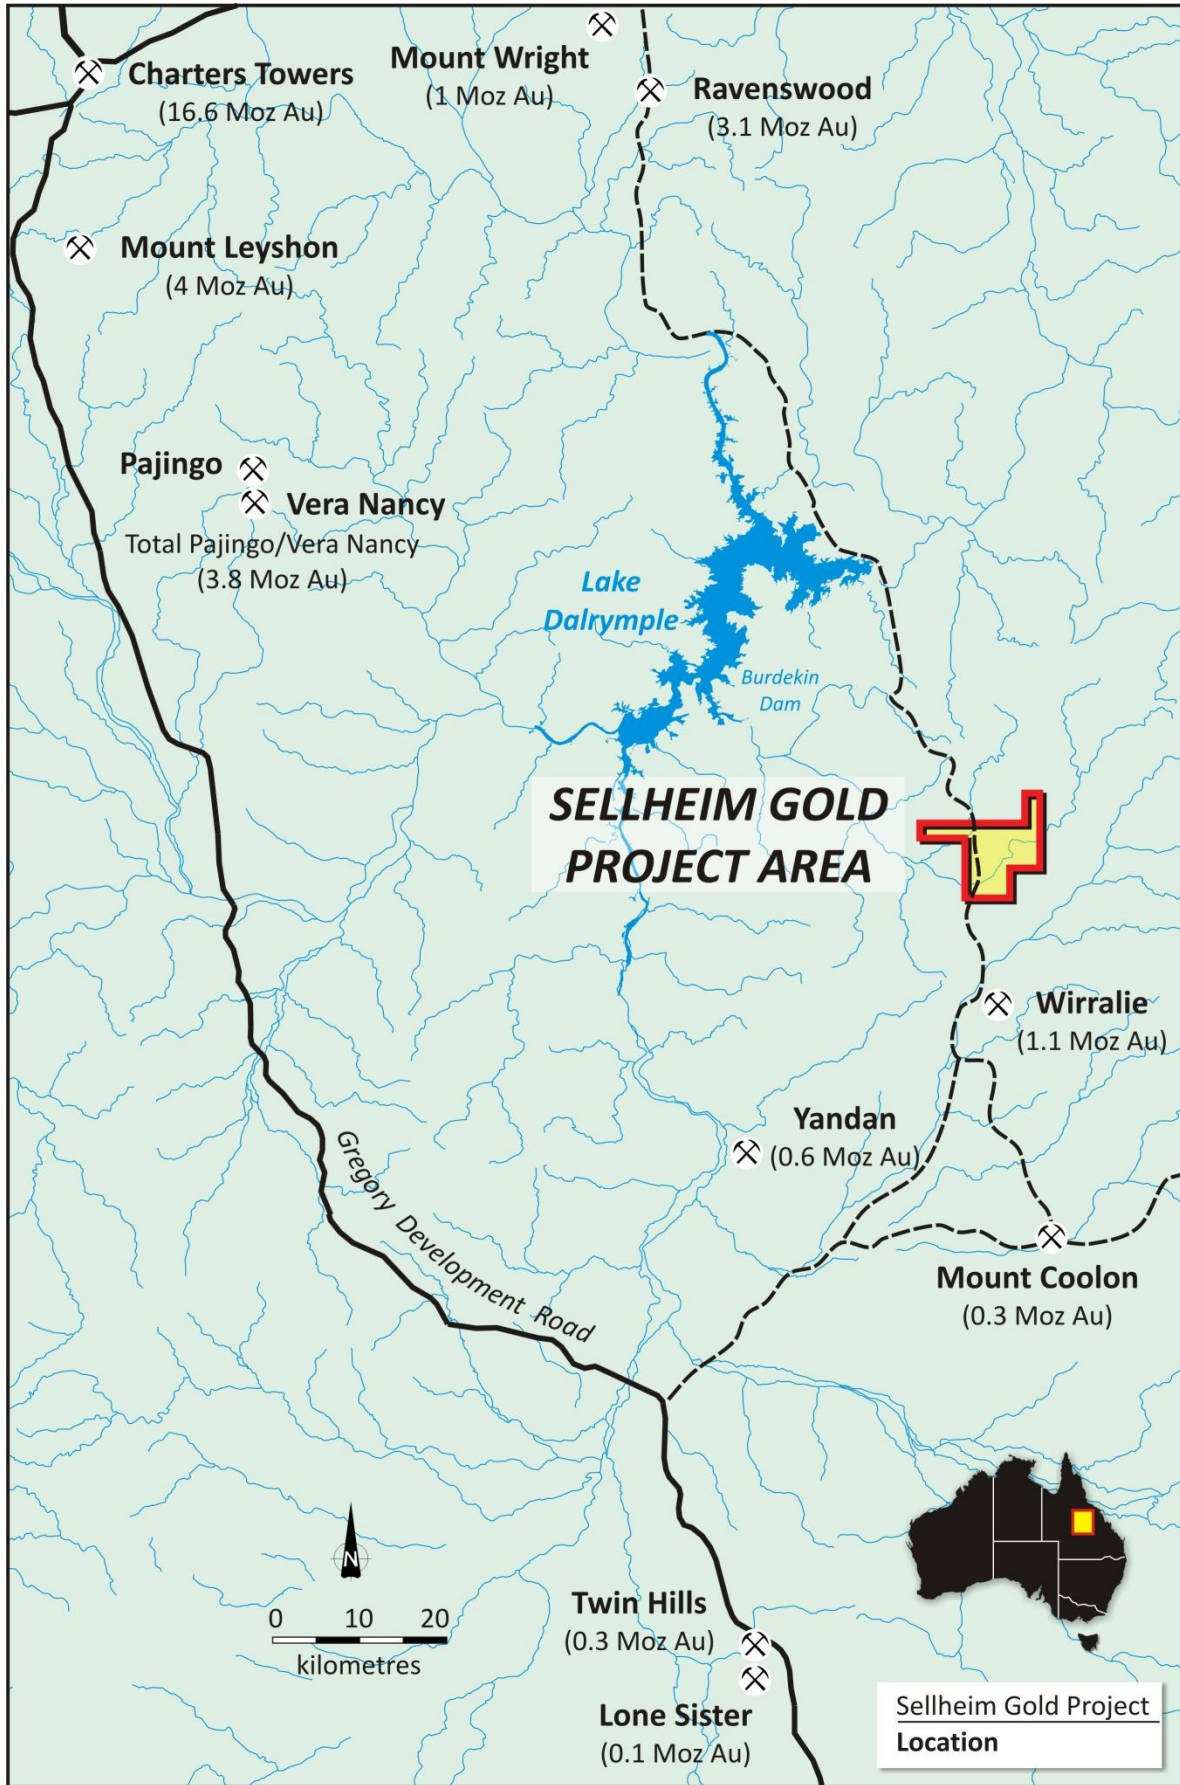 Charters Towers
(16.6 Moz Au)
Mount Wright
(1 Moz Au)
Ravenswood
(3.1 Moz Au)
Mount Leyshon
(4 Moz Au)
Pajingo
Vera Nancy
Total Pajingo/Vera Nancy
(3.8 Moz Au)
Lake
Dalrymple
Burdekin
Dam
SELLHEIM GOLD
PROJECT AREA
Wirralie
(1.1 Moz Au)
Yandan
(0.6 Moz Au)
Gregory Development Road
Mount Coolon
(0.3 Moz Au)
N
0 10 20
kilometres
Twin Hills
(0.3 Moz Au)
Lone Sister
(0.1 Moz Au)
Sellheim Gold Project
Location